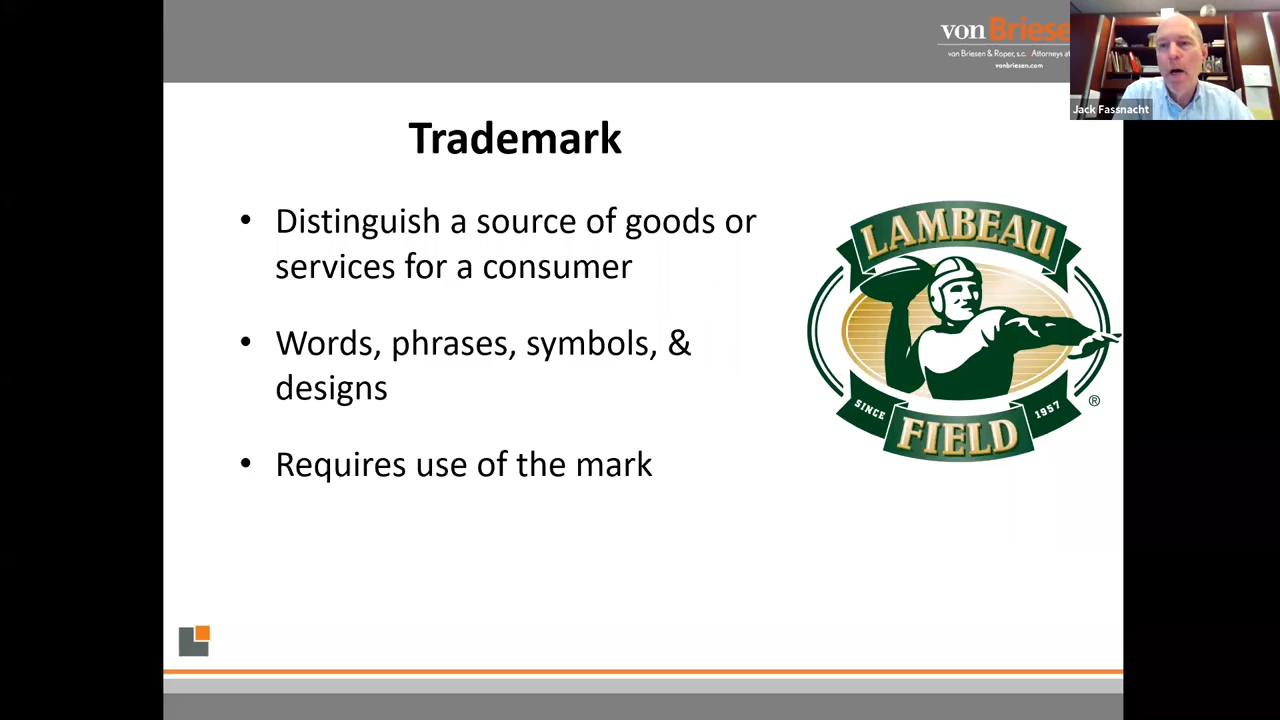 von Briese
von Briesen & Roper, s.c. Attorneys at
vonbriesen.com
Jack Fassnacht
Trademark
• Distinguish a source of goods or
services for a consumer
• Words, phrases, symbols, &
designs
• Requires use of the mark
LAMBEAU
SINCE 1957
FIELD
®